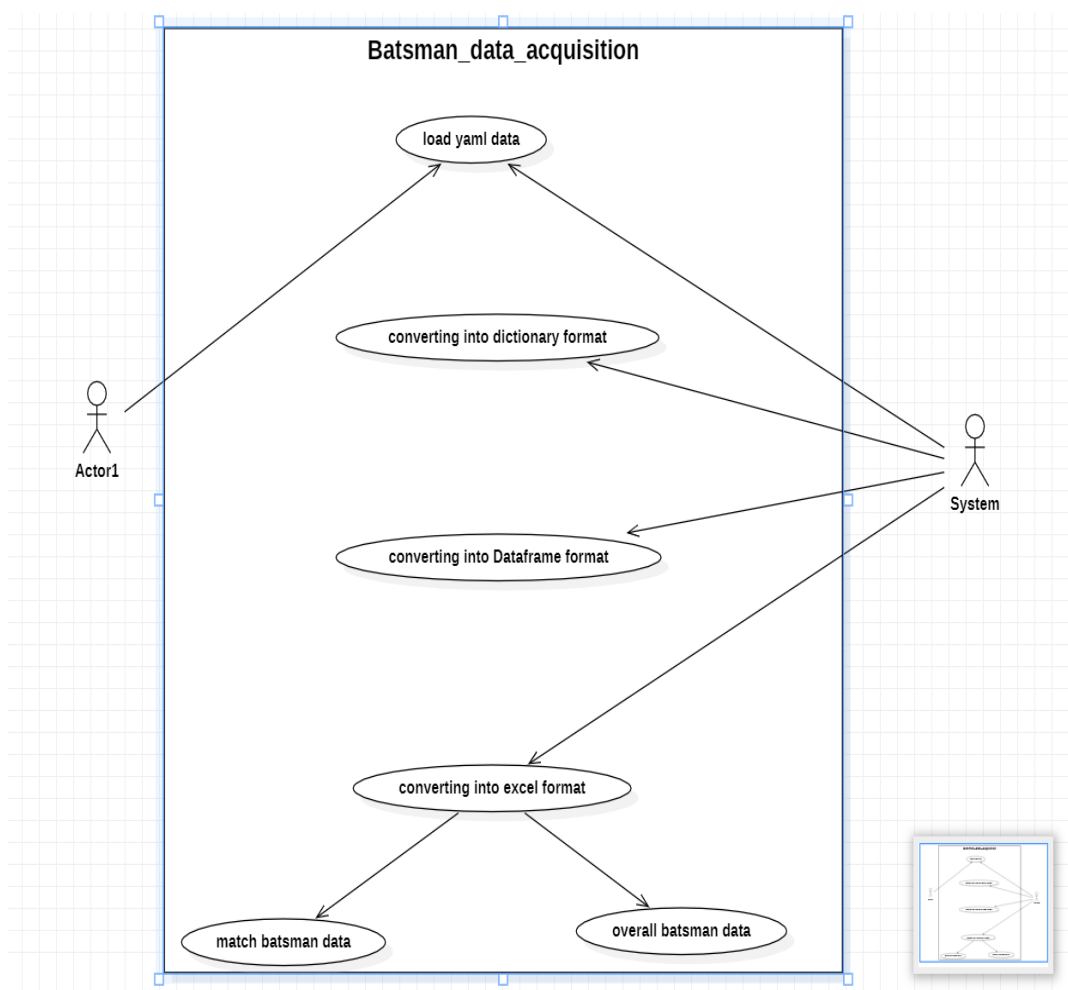 Batsman_data_acquisition
load yaml data
converting into dictionary format
Actor1
System
converting into Dataframe format
converting into excel format
match batsman data
overall batsman data